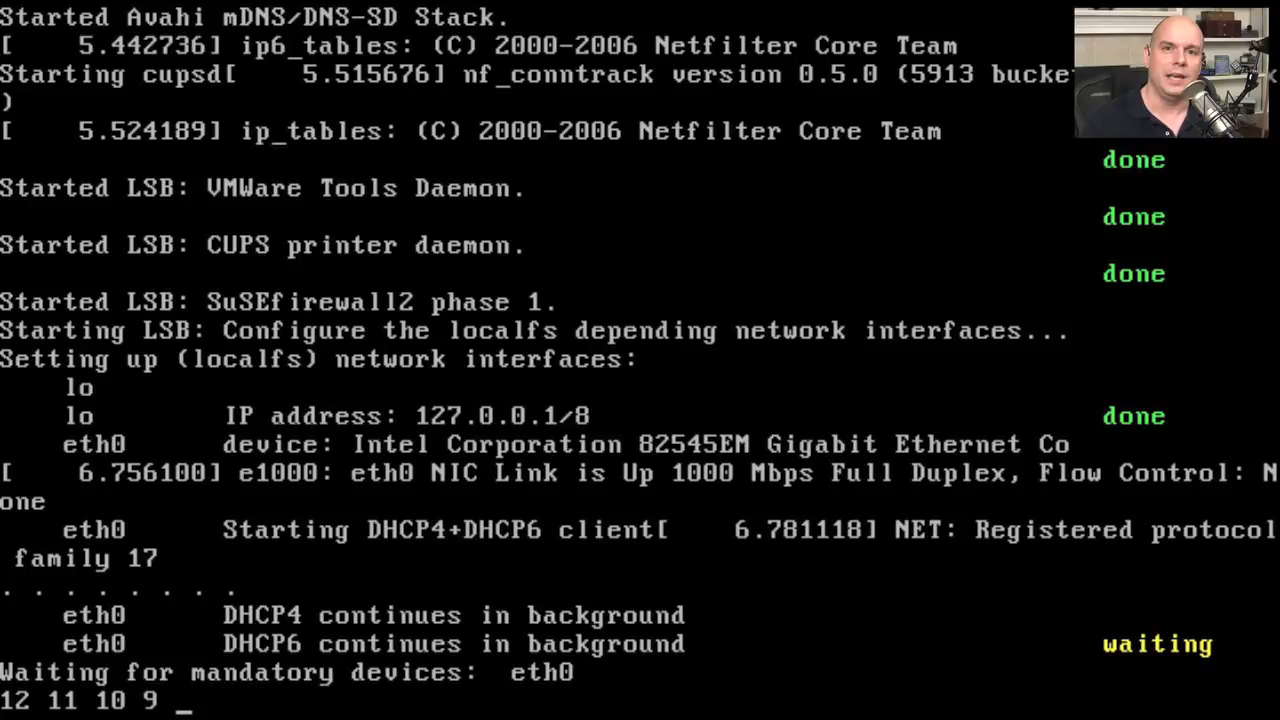 Started Avahi mDNS/DNS-SD Stack.
[    5.442736] ip6_tables: (C) 2000-2006 Netfilter Core Team
Starting cupsd[    5.515676] nf_conntrack version 0.5.0 (5913
)
[    5.524189] ip_tables: (C) 2000-2006 Netfilter Core Team
done
Started LSB: VMWare Tools Daemon.
done
Started LSB: CUPS printer daemon.
done
Started LSB: SuSEfirewall2 phase 1.
Starting LSB: Configure the localfs depending network interfaces...
Setting up (localfs) network interfaces:
lo
lo        IP address: 127.0.0.1/8        done
eth0      device: Intel Corporation 82545EM Gigabit Ethernet Co
[    6.756100] e1000: eth0 NIC Link is Up 1000 Mbps Full Duplex, Flow Control: N
one
eth0      Starting DHCP4+DHCP6 client[    6.781118] NET: Registered protocol
family 17
. . . . . . . .
eth0      DHCP4 continues in background
eth0      DHCP6 continues in background        waiting
Waiting for mandatory devices:  eth0
12 11 10 9 _